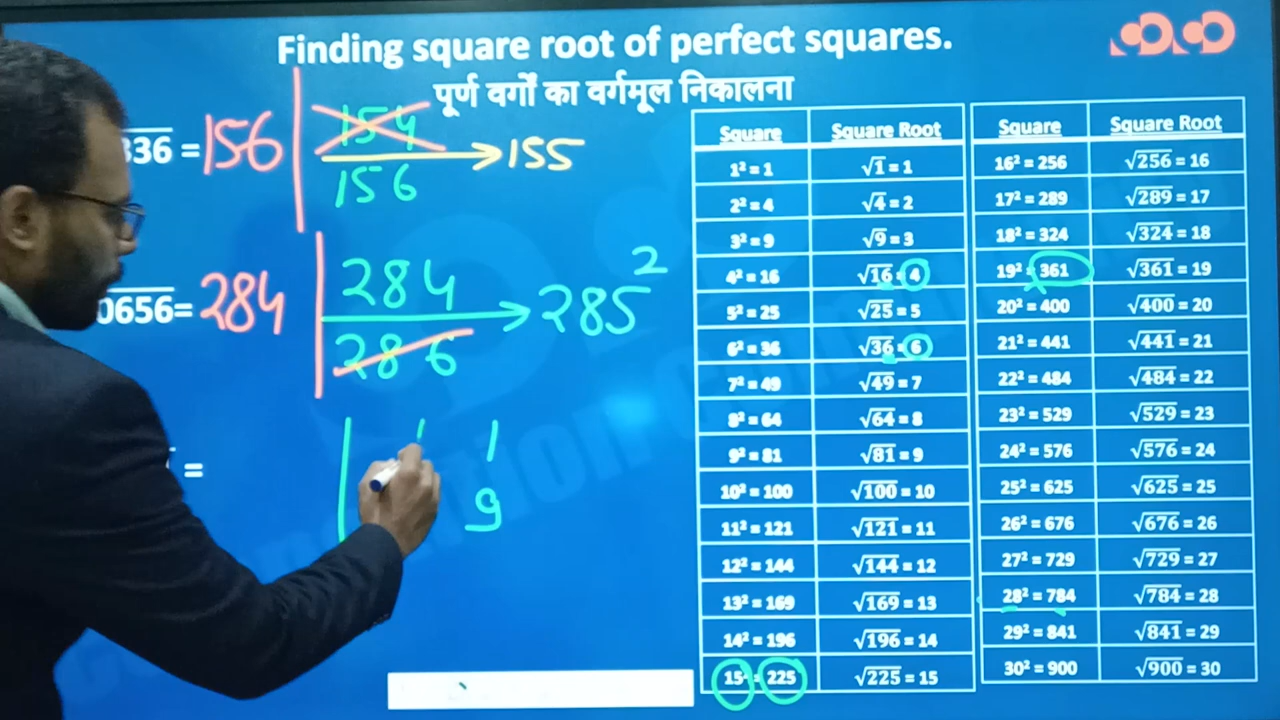 Finding square root of perfect squares.
पूर्ण वर्गों का वर्गमूल निकालना
336 = 156
154
156
→ 155
0656 = 284
284
286
→ 285²
=
1 1
9
Square Square Root
1² = 1 √1 = 1
2² = 4 √4 = 2
3² = 9 √9 = 3
4² = 16 √16 = 4
5² = 25 √25 = 5
6² = 36 √36 = 6
7² = 49 √49 = 7
8² = 64 √64 = 8
9² = 81 √81 = 9
10² = 100 √100 = 10
11² = 121 √121 = 11
12² = 144 √144 = 12
13² = 169 √169 = 13
14² = 196 √196 = 14
15² = 225 √225 = 15
Square Square Root
16² = 256 √256 = 16
17² = 289 √289 = 17
18² = 324 √324 = 18
19² = 361 √361 = 19
20² = 400 √400 = 20
21² = 441 √441 = 21
22² = 484 √484 = 22
23² = 529 √529 = 23
24² = 576 √576 = 24
25² = 625 √625 = 25
26² = 676 √676 = 26
27² = 729 √729 = 27
28² = 784 √784 = 28
29² = 841 √841 = 29
30² = 900 √900 = 30